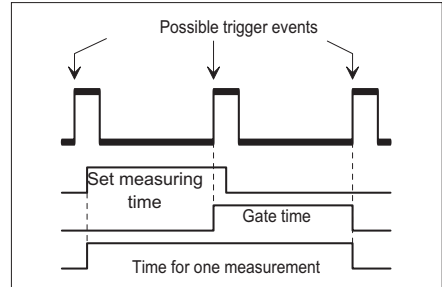 Possible trigger events
Set measuring
time
Gate time
Time for one measurement